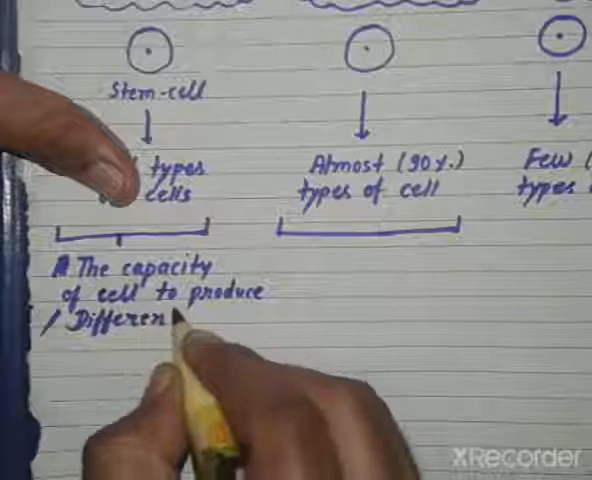 Stem-cell
types
cells
Almost (90%.)
types of cell
Few (
types
The capacity
of cell to produce
/ Differen
XRecorder